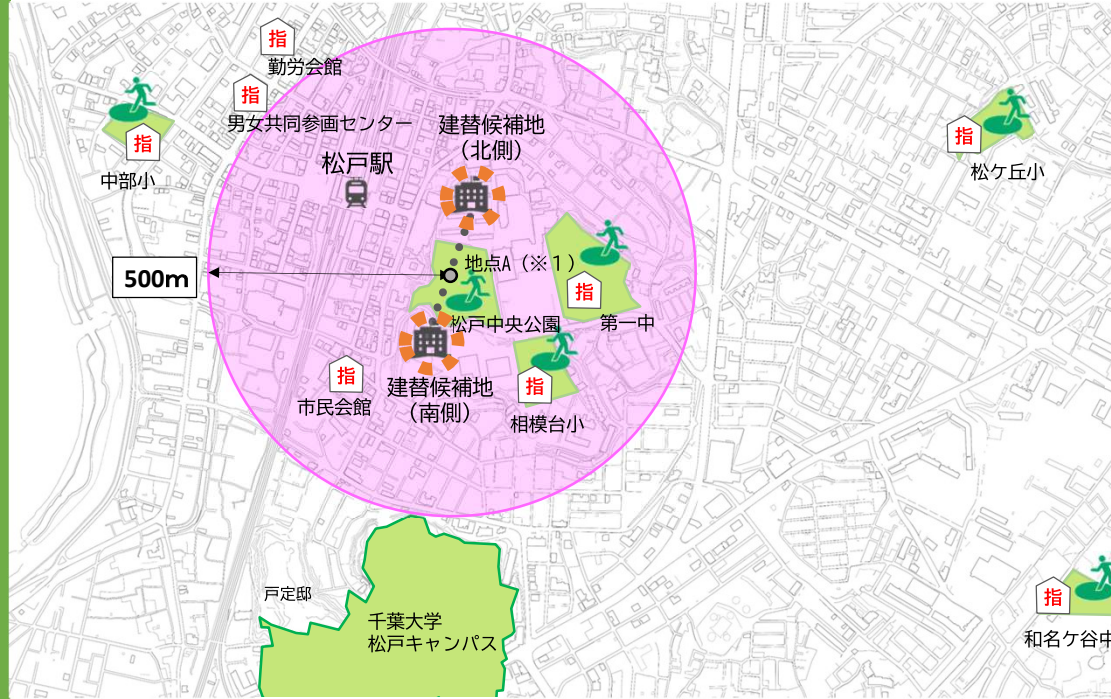 指
勤労会館
指
男女共同参画センター
指
中部小
建替候補地
（北側）
松戸駅
指
松ケ丘小
地点A（※１）
500m
指
松戸中央公園
第一中
指
市民会館
建替候補地
（南側）
指
相模台小
戸定邸
千葉大学
松戸キャンパス
指
和名ケ谷中